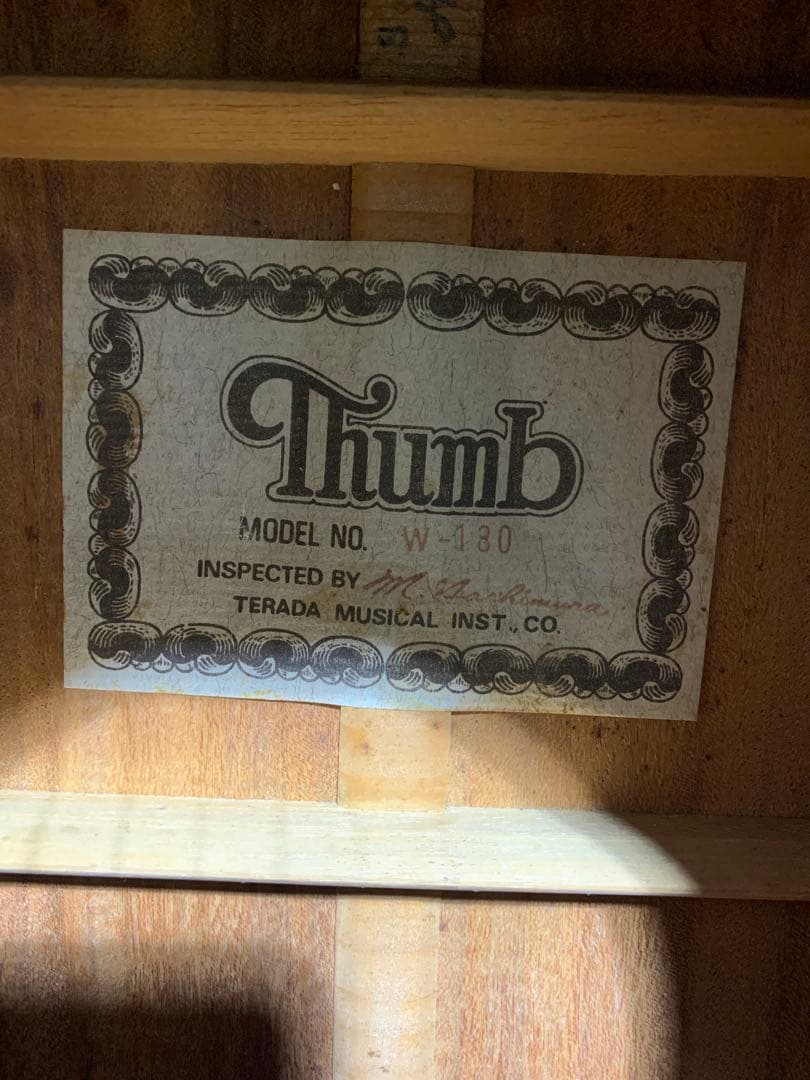 Thumb
MODEL NO. W-180
INSPECTED BY M.
TERADA MUSICAL INST., CO.